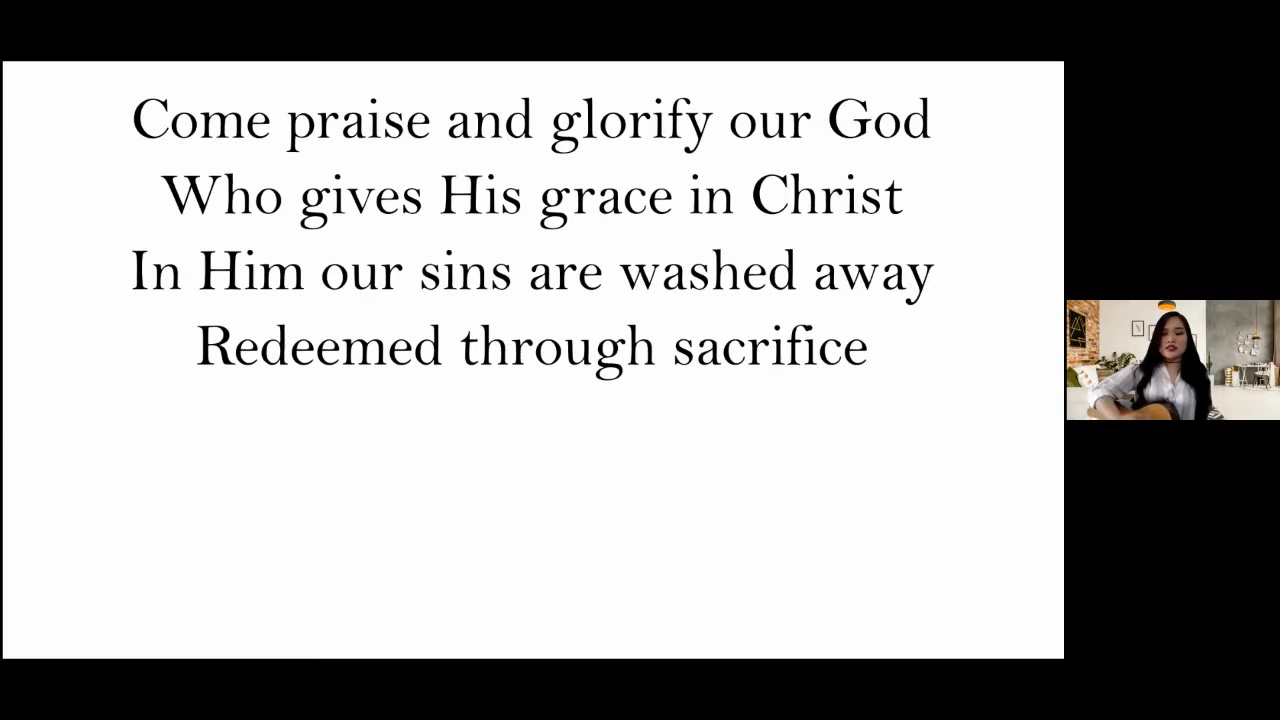 Come praise and glorify our God
Who gives His grace in Christ
In Him our sins are washed away
Redeemed through sacrifice